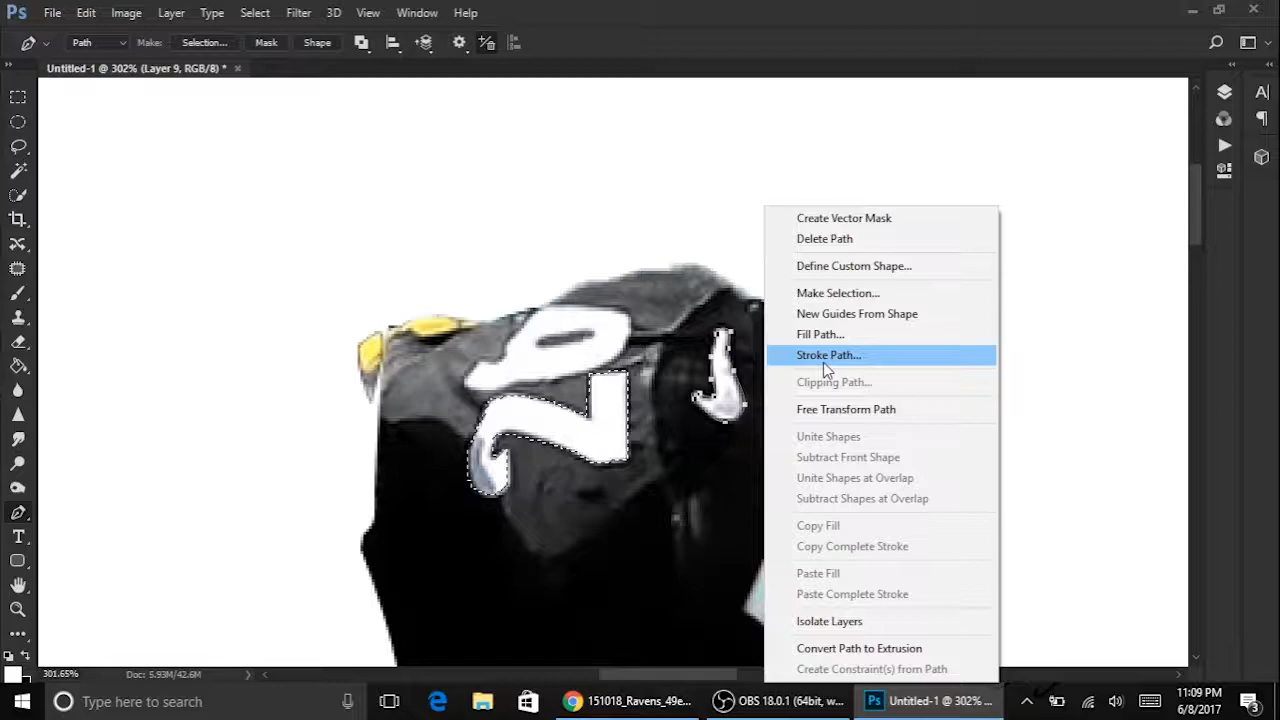 Ps File Edit Image Layer Type Select Filter 3D View Window Help
Path Make: Selection... Mask Shape
Untitled-1 @ 302% (Layer 9, RGB/8) * ×
Create Vector Mask
Delete Path
Define Custom Shape...
Make Selection...
New Guides From Shape
Fill Path...
Stroke Path...
Clipping Path...
Free Transform Path
Unite Shapes
Subtract Front Shape
Unite Shapes at Overlap
Subtract Shapes at Overlap
Copy Fill
Copy Complete Stroke
Paste Fill
Paste Complete Stroke
Isolate Layers
Convert Path to Extrusion
Create Constraint(s) from Path
20
301.65% Doc: 5.93M/42.6M
Type here to search
151018_Ravens_49e...
OBS 18.0.1 (64bit, w...
Ps Untitled-1 @ 302% ...
11:09 PM
6/8/2017
3